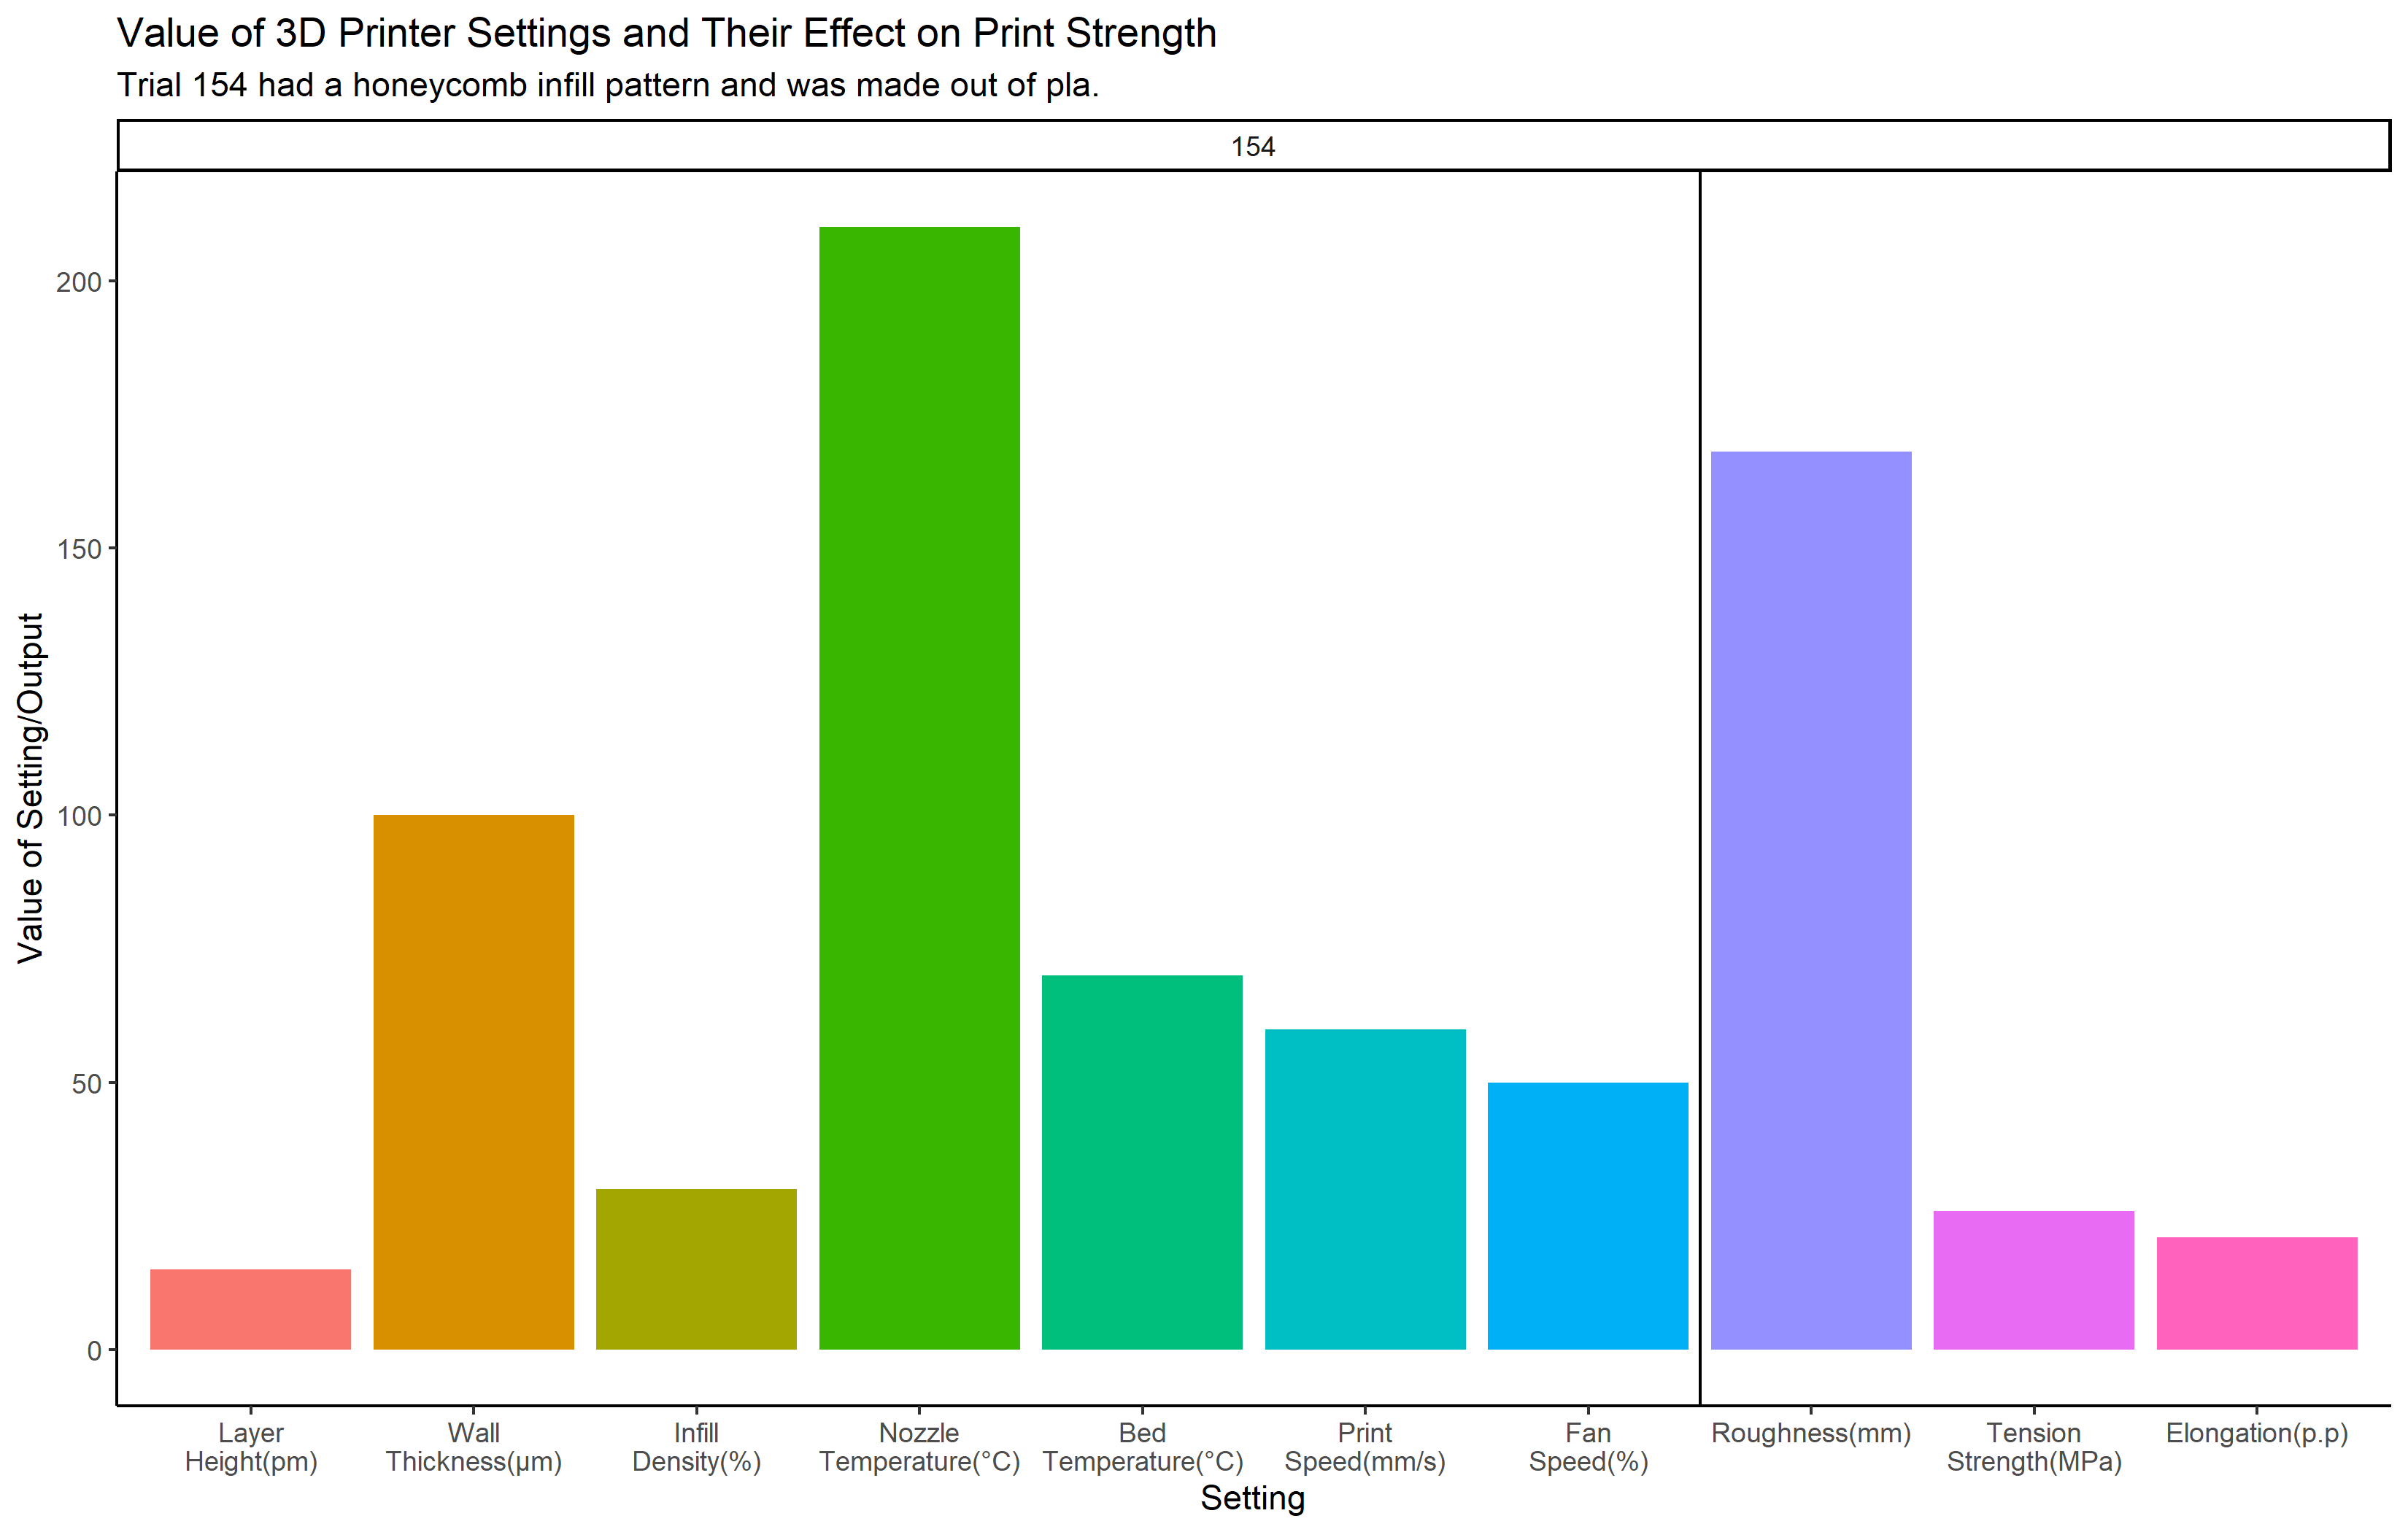 Value of 3D Printer Settings and Their Effect on Print Strength
Trial 154 had a honeycomb infill pattern and was made out of pla.
154
Value of Setting/Output
200
150
100
50
0
Layer
Height(pm)
Wall
Thickness(µm)
Infill
Density(%)
Nozzle
Temperature(°C)
Bed
Temperature(°C)
Print
Speed(mm/s)
Fan
Speed(%)
Roughness(mm)
Tension
Strength(MPa)
Elongation(p.p)
Setting